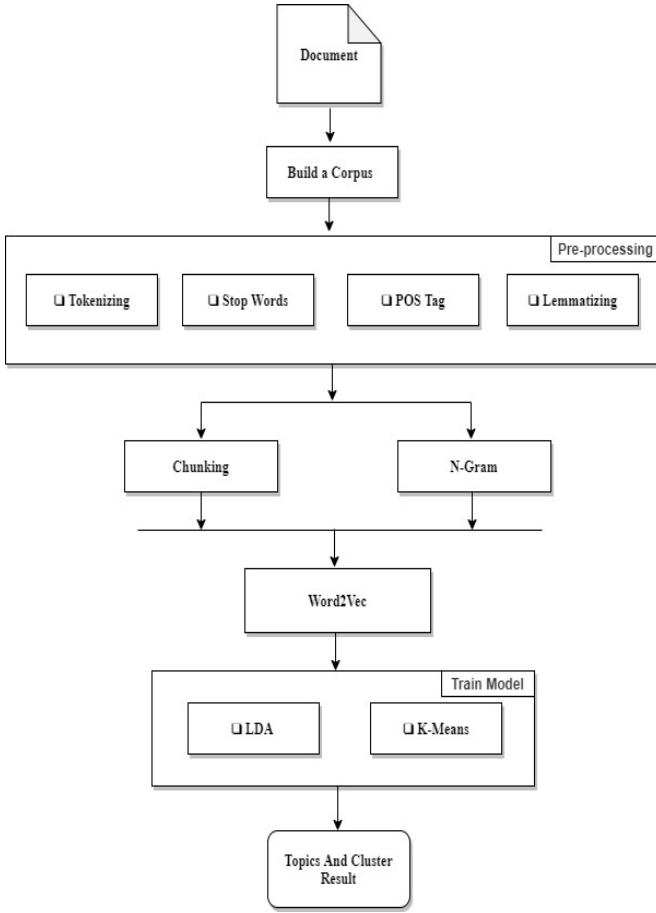 Document
Build a Corpus
Pre-processing
❑ Tokenizing
❑ Stop Words
❑ POS Tag
❑ Lemmatizing
Chunking
N-Gram
Word2Vec
Train Model
❑ LDA
❑ K-Means
Topics And Cluster
Result